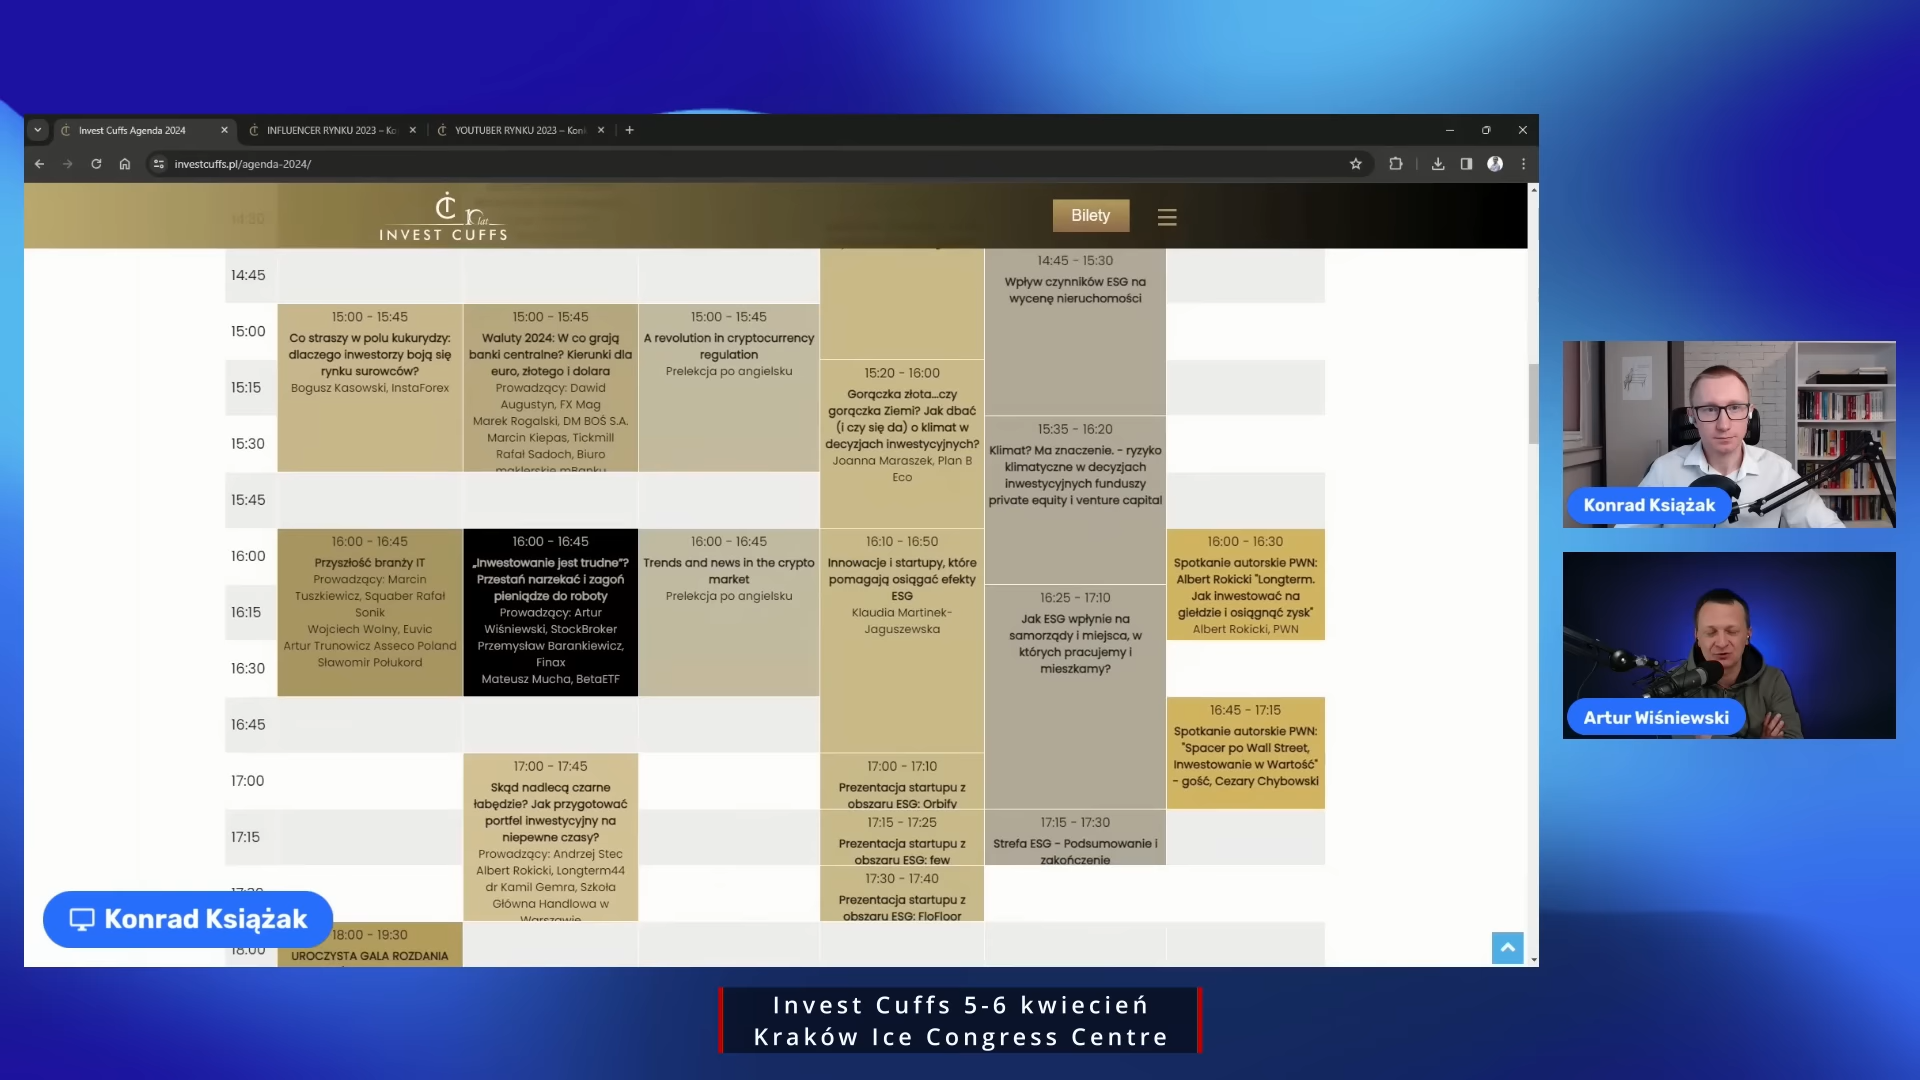 Invest Cuffs Agenda 2024
INFLUENCER RYNKU 2023 – Ko
YOUTUBER RYNKU 2023 – Kon
investcuffs.pl/agenda-2024/
INVEST CUFFS
Bilety
14:45
15:00
15:15
15:30
15:45
16:00
16:15
16:30
16:45
17:00
17:15
18:00
15:00 - 15:45
Co straszy w polu kukurydzy:
dlaczego inwestorzy boją się
rynku surowców?
Bogusz Kasowski, InstaForex
16:00 - 16:45
Przyszłość branży IT
Prowadzący: Marcin
Tuszkiewicz, Squaber Rafał
Sonik
Wojciech Wolny, Euvic
Artur Trunowicz Asseco Poland
Sławomir Połukord
18:00 - 19:30
UROCZYSTA GALA ROZDANIA
15:00 - 15:45
Waluty 2024: W co grają
banki centralne? Kierunki dla
euro, złotego i dolara
Prowadzący: Dawid
Augustyn, FX Mag
Marek Rogalski, DM BOŚ S.A.
Marcin Kiepas, Tickmill
Rafał Sadoch, Biuro
maklerskie mBanku
16:00 - 16:45
„Inwestowanie jest trudne”?
Przestań narzekać i zagoń
pieniądze do roboty
Prowadzący: Artur
Wiśniewski, StockBroker
Przemysław Barankiewicz,
Finax
Mateusz Mucha, BetaETF
17:00 - 17:45
Skąd nadlecą czarne
łabędzie? Jak przygotować
portfel inwestycyjny na
niepewne czasy?
Prowadzący: Andrzej Stec
Albert Rokicki, Longterm44
dr Kamil Gemra, Szkoła
Główna Handlowa w
Warszawie
15:00 - 15:45
A revolution in cryptocurrency
regulation
Prelekcja po angielsku
16:00 - 16:45
Trends and news in the crypto
market
Prelekcja po angielsku
15:20 - 16:00
Gorączka złota...czy
gorączka Ziemi? Jak dbać
(i czy się da) o klimat w
decyzjach inwestycyjnych?
Joanna Maraszek, Plan B
Eco
16:10 - 16:50
Innowacje i startupy, które
pomagają osiągać efekty
ESG
Klaudia Martinek-
Jaguszewska
17:00 - 17:10
Prezentacja startupu z
obszaru ESG: Orbify
17:15 - 17:25
Prezentacja startupu z
obszaru ESG: few
17:30 - 17:40
Prezentacja startupu z
obszaru ESG: FloFloor
14:45 - 15:30
Wpływ czynników ESG na
wycenę nieruchomości
15:35 - 16:20
Klimat? Ma znaczenie. - ryzyko
klimatyczne w decyzjach
inwestycyjnych funduszy
private equity i venture capital
16:25 - 17:10
Jak ESG wpłynie na
samorządy i miejsca, w
których pracujemy i
mieszkamy?
17:15 - 17:30
Strefa ESG - Podsumowanie i
zakończenie
16:00 - 16:30
Spotkanie autorskie PWN:
Albert Rokicki "Longterm.
Jak inwestować na
giełdzie i osiągnąć zysk"
Albert Rokicki, PWN
16:45 - 17:15
Spotkanie autorskie PWN:
"Spacer po Wall Street,
Inwestowanie w Wartość"
- gość, Cezary Chybowski
Konrad Książak
Konrad Książak
Artur Wiśniewski
Invest Cuffs 5-6 kwiecień
Kraków Ice Congress Centre